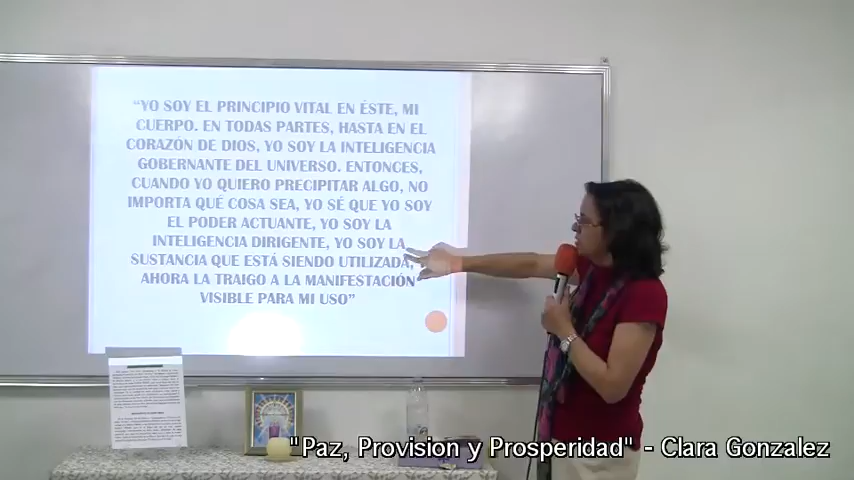 “YO SOY EL PRINCIPIO VITAL EN ÉSTE, MI
CUERPO. EN TODAS PARTES, HASTA EN EL
CORAZÓN DE DIOS, YO SOY LA INTELIGENCIA
GOBERNANTE DEL UNIVERSO. ENTONCES,
CUANDO YO QUIERO PRECIPITAR ALGO, NO
IMPORTA QUÉ COSA SEA, YO SÉ QUE YO SOY
EL PODER ACTUANTE, YO SOY LA
INTELIGENCIA DIRIGENTE, YO SOY LA
SUSTANCIA QUE ESTÁ SIENDO UTILIZADA,
AHORA LA TRAIGO A LA MANIFESTACIÓN
VISIBLE PARA MI USO”
"Paz, Provision y Prosperidad" - Clara Gonzalez